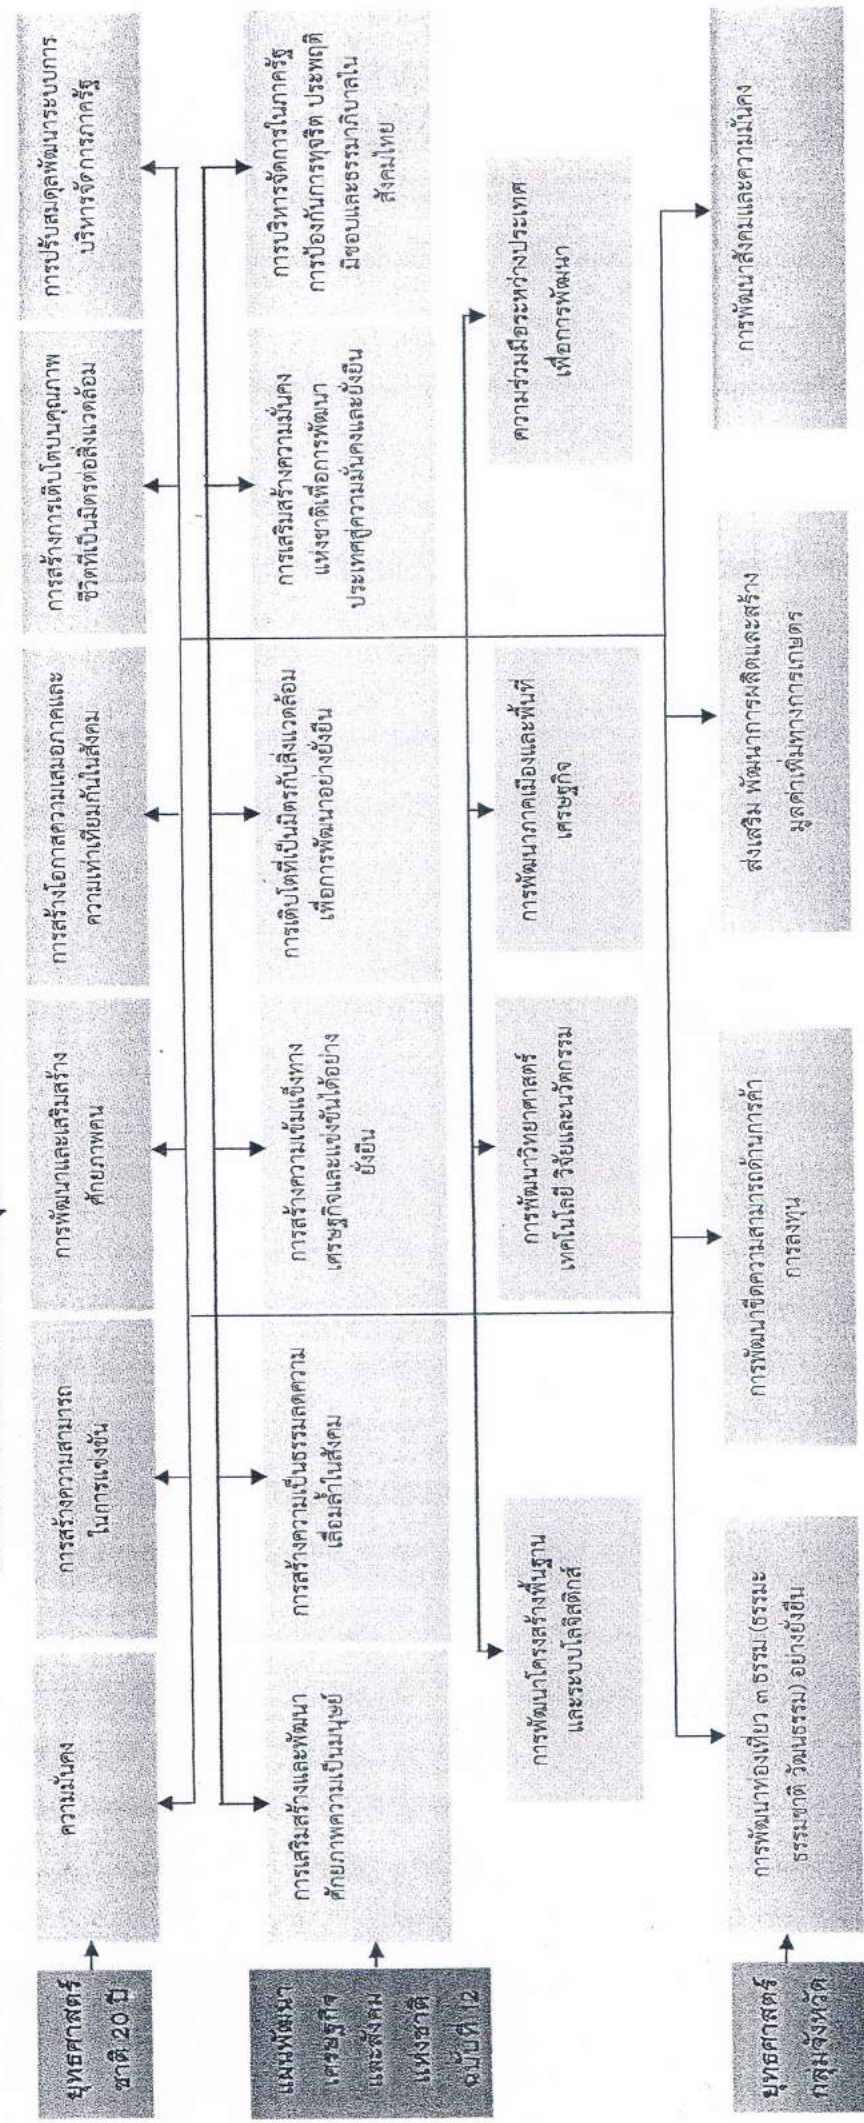 ยุทธศาสตร์
ชาติ 20 ปี
ความมั่นคง
การสร้างความสามารถ
ในการแข่งขัน
การพัฒนาและเสริมสร้าง
ศักยภาพคน
การสร้างโอกาสความเสมอภาคและ
ความเท่าเทียมกันในสังคม
การสร้างการเติบโตบนคุณภาพ
ชีวิตที่เป็นมิตรต่อสิ่งแวดล้อม
การปรับสมดุลพัฒนาระบบการ
บริหารจัดการภาครัฐ
แผนพัฒนา
เศรษฐกิจ
และสังคม
แห่งชาติ
ฉบับที่ 12
การเสริมสร้างและพัฒนา
ศักยภาพความเป็นมนุษย์
การสร้างความเป็นธรรมลดความ
เลื่อมล้ำในสังคม
การสร้างความเข้มแข็งทาง
เศรษฐกิจและแข่งขันได้อย่าง
ยั่งยืน
การเติบโตที่เป็นมิตรกับสิ่งแวดล้อม
เพื่อการพัฒนาอย่างยั่งยืน
การเสริมสร้างความมั่นคง
แห่งชาติเพื่อการพัฒนา
ประเทศสู่ความมั่นคงและยั่งยืน
การบริหารจัดการในภาครัฐ
การป้องกันการทุจริต ประพฤติ
มิชอบและธรรมาภิบาลใน
สังคมไทย
การพัฒนาโครงสร้างพื้นฐาน
และระบบโลจิสติกส์
การพัฒนาวิทยาศาสตร์
เทคโนโลยี วิจัยและนวัตกรรม
การพัฒนาภาคเมืองและพื้นที่
เศรษฐกิจ
ความร่วมมือระหว่างประเทศ
เพื่อการพัฒนา
ยุทธศาสตร์
กลุ่มจังหวัด
การพัฒนาท่องเที่ยว ๓ ธรรม (ธรรมะ
ธรรมชาติ วัฒนธรรม) อย่างยั่งยืน
การพัฒนาขีดความสามารถด้านการค้า
การลงทุน
ส่งเสริม พัฒนาการผลิตและสร้าง
มูลค่าเพิ่มทางการเกษตร
การพัฒนาสังคมและความมั่นคง